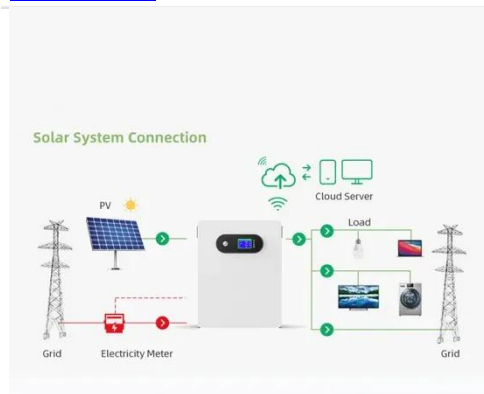 Solar System Connection
Cloud Server
PV
Load
Grid
Electricity Meter
Grid